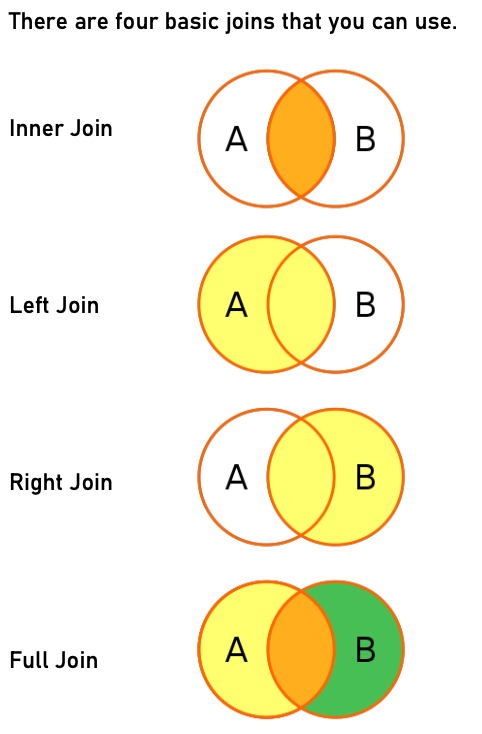 There are four basic joins that you can use.
Inner Join
A B
Left Join
A B
Right Join
A B
Full Join
A B